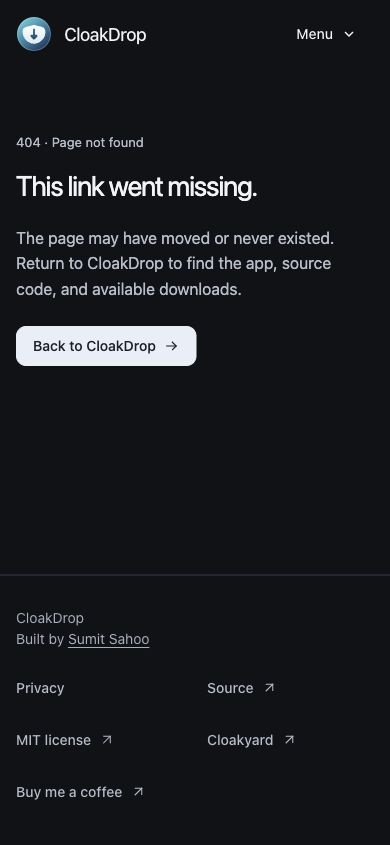 CloakDrop
Menu
404 · Page not found
This link went missing.
The page may have moved or never existed.
Return to CloakDrop to find the app, source
code, and available downloads.
Back to CloakDrop →
CloakDrop
Built by Sumit Sahoo
Privacy
Source ↗
MIT license ↗
Cloakyard ↗
Buy me a coffee ↗